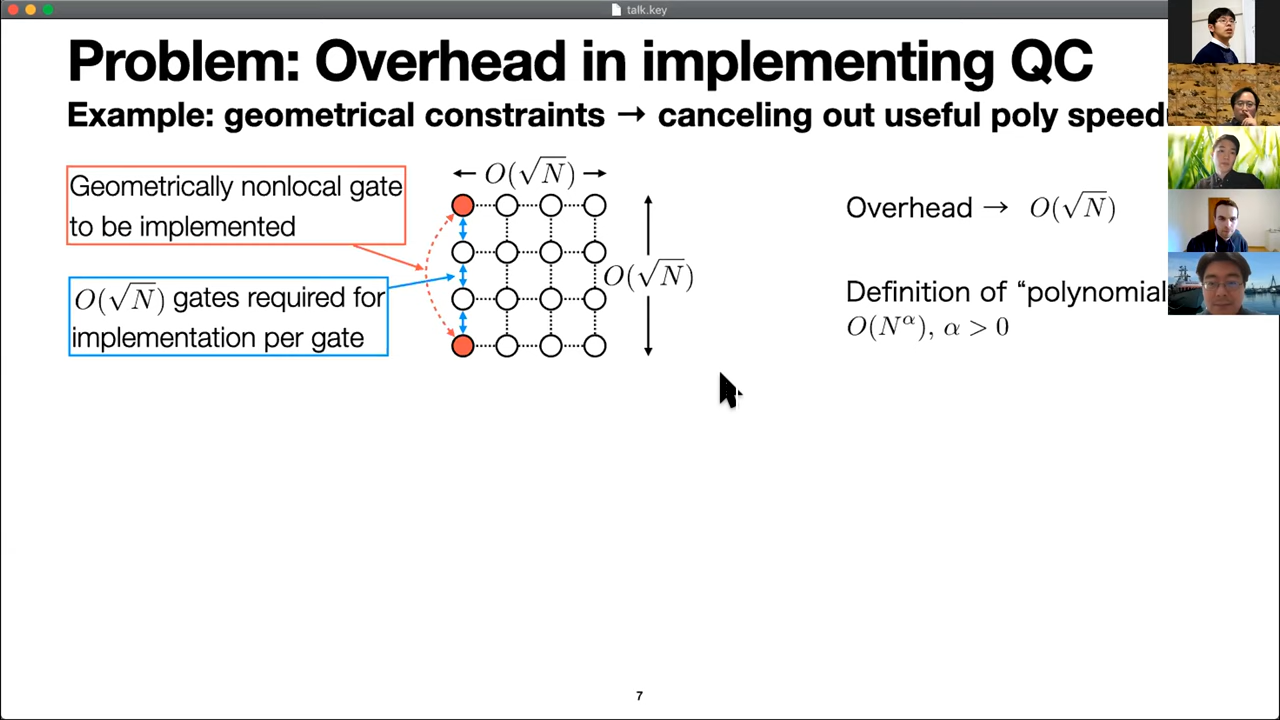 talk.key
Problem: Overhead in implementing QC
Example: geometrical constraints → canceling out useful poly speed
Geometrically nonlocal gate
to be implemented
O(√N) gates required for
implementation per gate
← O(√N) →
O(√N)
Overhead → O(√N)
Definition of “polynomial
O(N^α), α > 0
7